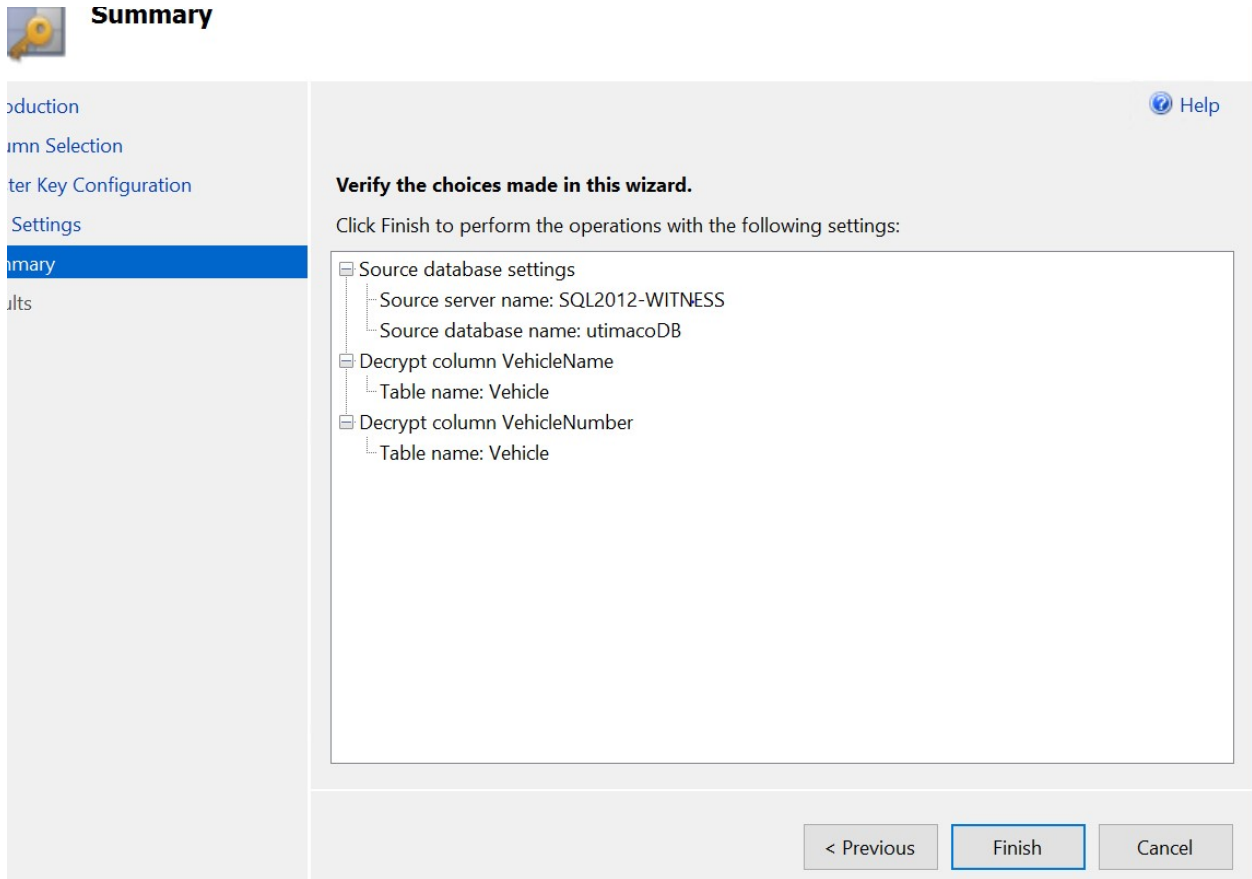 Summary
oduction
umn Selection
ter Key Configuration
Settings
mmary
ults
Help
Verify the choices made in this wizard.
Click Finish to perform the operations with the following settings:
Source database settings
Source server name: SQL2012-WITNESS
Source database name: utimacoDB
Decrypt column VehicleName
Table name: Vehicle
Decrypt column VehicleNumber
Table name: Vehicle
< Previous
Finish
Cancel